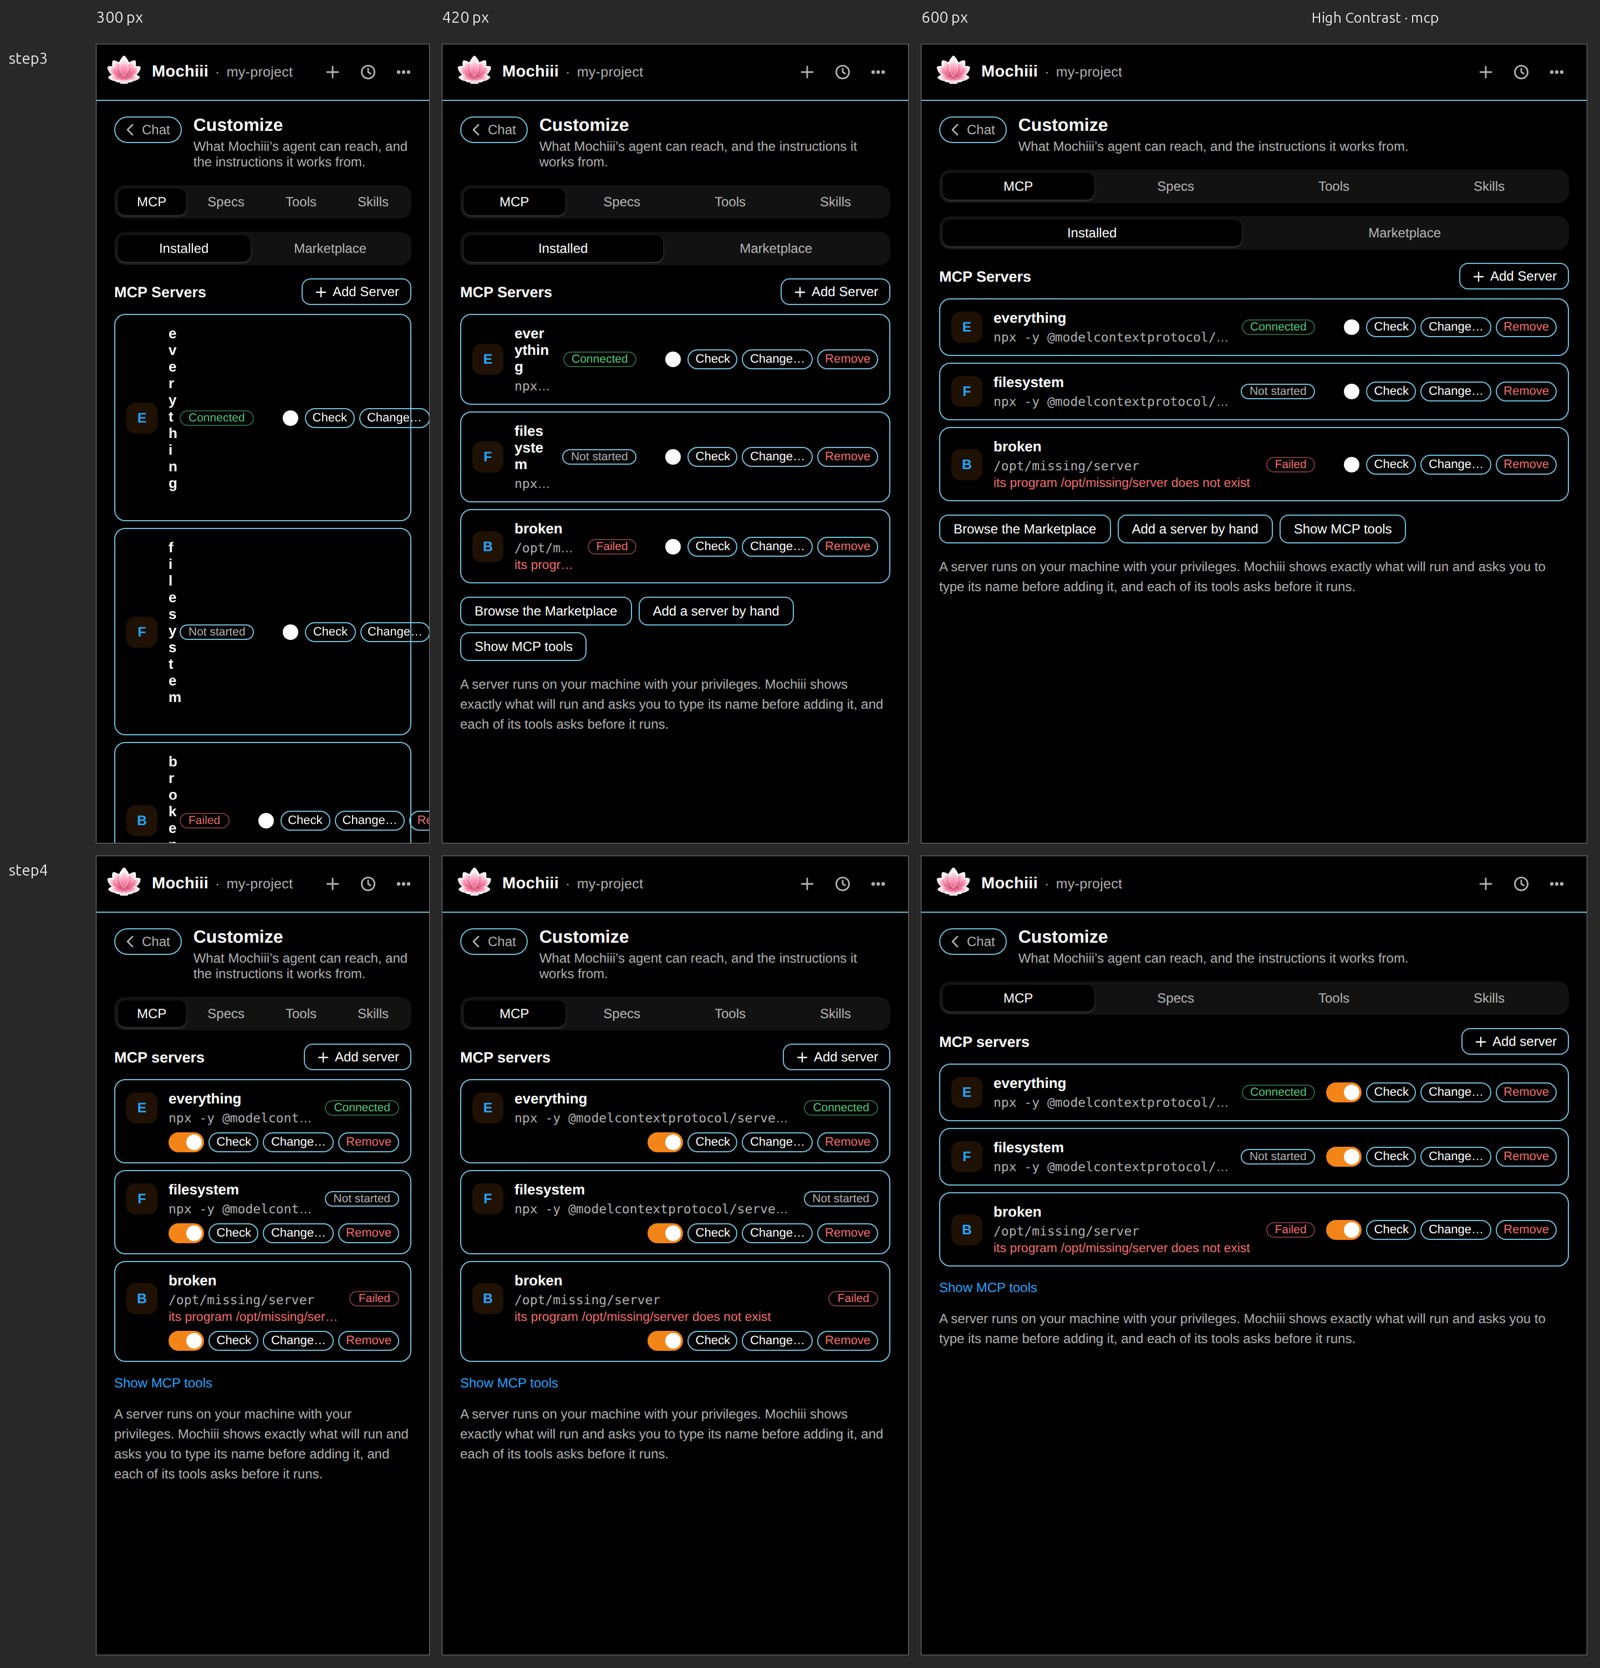 300 px
420 px
600 px
High Contrast · mcp
step3
Mochiii · my-project
Chat
Customize
What Mochiii's agent can reach, and
the instructions it works from.
MCP
Specs
Tools
Skills
Installed
Marketplace
MCP Servers
Add Server
E
everything
Connected
Check
Change…
F
filesystem
Not started
Check
Change…
B
broken
Failed
Check
Change…
Re
Mochiii · my-project
Chat
Customize
What Mochiii's agent can reach, and the instructions it
works from.
MCP
Specs
Tools
Skills
Installed
Marketplace
MCP Servers
Add Server
E
ever
ythin
g
npx…
Connected
Check
Change…
Remove
F
files
yste
m
npx…
Not started
Check
Change…
Remove
B
broken
/opt/m…
its progr…
Failed
Check
Change…
Remove
Browse the Marketplace
Add a server by hand
Show MCP tools
A server runs on your machine with your privileges. Mochiii shows
exactly what will run and asks you to type its name before adding it, and
each of its tools asks before it runs.
Mochiii · my-project
Chat
Customize
What Mochiii's agent can reach, and the instructions it works from.
MCP
Specs
Tools
Skills
Installed
Marketplace
MCP Servers
Add Server
E
everything
npx -y @modelcontextprotocol/…
Connected
Check
Change…
Remove
F
filesystem
npx -y @modelcontextprotocol/…
Not started
Check
Change…
Remove
B
broken
/opt/missing/server
its program /opt/missing/server does not exist
Failed
Check
Change…
Remove
Browse the Marketplace
Add a server by hand
Show MCP tools
A server runs on your machine with your privileges. Mochiii shows exactly what will run and asks you to
type its name before adding it, and each of its tools asks before it runs.
step4
Mochiii · my-project
Chat
Customize
What Mochiii's agent can reach, and
the instructions it works from.
MCP
Specs
Tools
Skills
MCP servers
Add server
E
everything
npx -y @modelcont…
Connected
Check
Change…
Remove
F
filesystem
npx -y @modelcont…
Not started
Check
Change…
Remove
B
broken
/opt/missing/server
its program /opt/missing/ser…
Failed
Check
Change…
Remove
Show MCP tools
A server runs on your machine with your
privileges. Mochiii shows exactly what will run and
asks you to type its name before adding it, and
each of its tools asks before it runs.
Mochiii · my-project
Chat
Customize
What Mochiii's agent can reach, and the instructions it
works from.
MCP
Specs
Tools
Skills
MCP servers
Add server
E
everything
npx -y @modelcontextprotocol/serve…
Connected
Check
Change…
Remove
F
filesystem
npx -y @modelcontextprotocol/serve…
Not started
Check
Change…
Remove
B
broken
/opt/missing/server
its program /opt/missing/server does not exist
Failed
Check
Change…
Remove
Show MCP tools
A server runs on your machine with your privileges. Mochiii shows
exactly what will run and asks you to type its name before adding it, and
each of its tools asks before it runs.
Mochiii · my-project
Chat
Customize
What Mochiii's agent can reach, and the instructions it works from.
MCP
Specs
Tools
Skills
MCP servers
Add server
E
everything
npx -y @modelcontextprotocol/…
Connected
Check
Change…
Remove
F
filesystem
npx -y @modelcontextprotocol/…
Not started
Check
Change…
Remove
B
broken
/opt/missing/server
its program /opt/missing/server does not exist
Failed
Check
Change…
Remove
Show MCP tools
A server runs on your machine with your privileges. Mochiii shows exactly what will run and asks you to
type its name before adding it, and each of its tools asks before it runs.